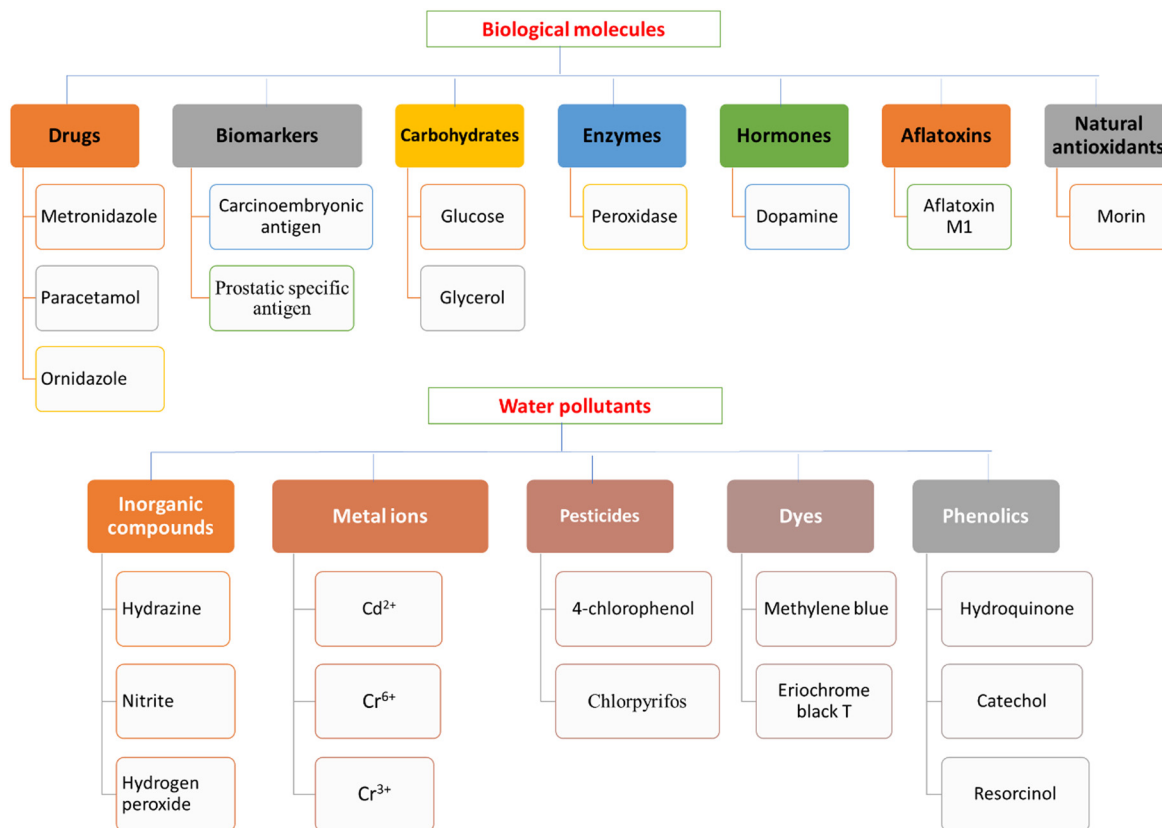 Biological molecules
Drugs
Biomarkers
Carbohydrates
Enzymes
Hormones
Aflatoxins
Natural
antioxidants
Metronidazole
Paracetamol
Ornidazole
Carcinoembryonic
antigen
Prostatic specific
antigen
Glucose
Glycerol
Peroxidase
Dopamine
Aflatoxin
M1
Morin
Water pollutants
Inorganic
compounds
Metal ions
Pesticides
Dyes
Phenolics
Hydrazine
Nitrite
Hydrogen
peroxide
Cd²⁺
Cr⁶⁺
Cr³⁺
4-chlorophenol
Chlorpyrifos
Methylene blue
Eriochrome
black T
Hydroquinone
Catechol
Resorcinol